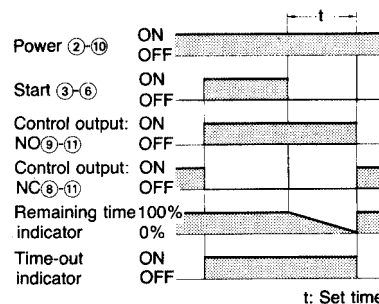 t
Power ②-⑩ ON
OFF
Start ③-⑥ ON
OFF
Control output: ON
NO⑨-⑪ OFF
Control output: ON
NC⑧-⑪ OFF
Remaining time 100%
indicator 0%
Time-out ON
indicator OFF
t: Set time